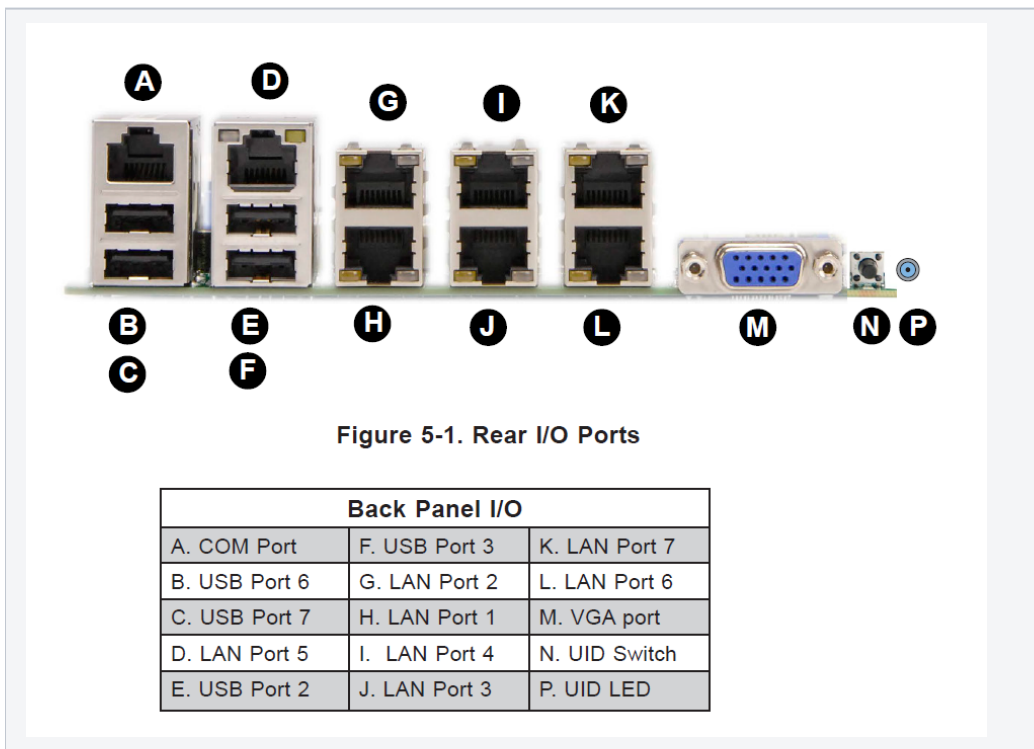 A D G I K
B E H J L M N P
C F
Figure 5-1. Rear I/O Ports
Back Panel I/O
A. COM Port F. USB Port 3 K. LAN Port 7
B. USB Port 6 G. LAN Port 2 L. LAN Port 6
C. USB Port 7 H. LAN Port 1 M. VGA port
D. LAN Port 5 I. LAN Port 4 N. UID Switch
E. USB Port 2 J. LAN Port 3 P. UID LED